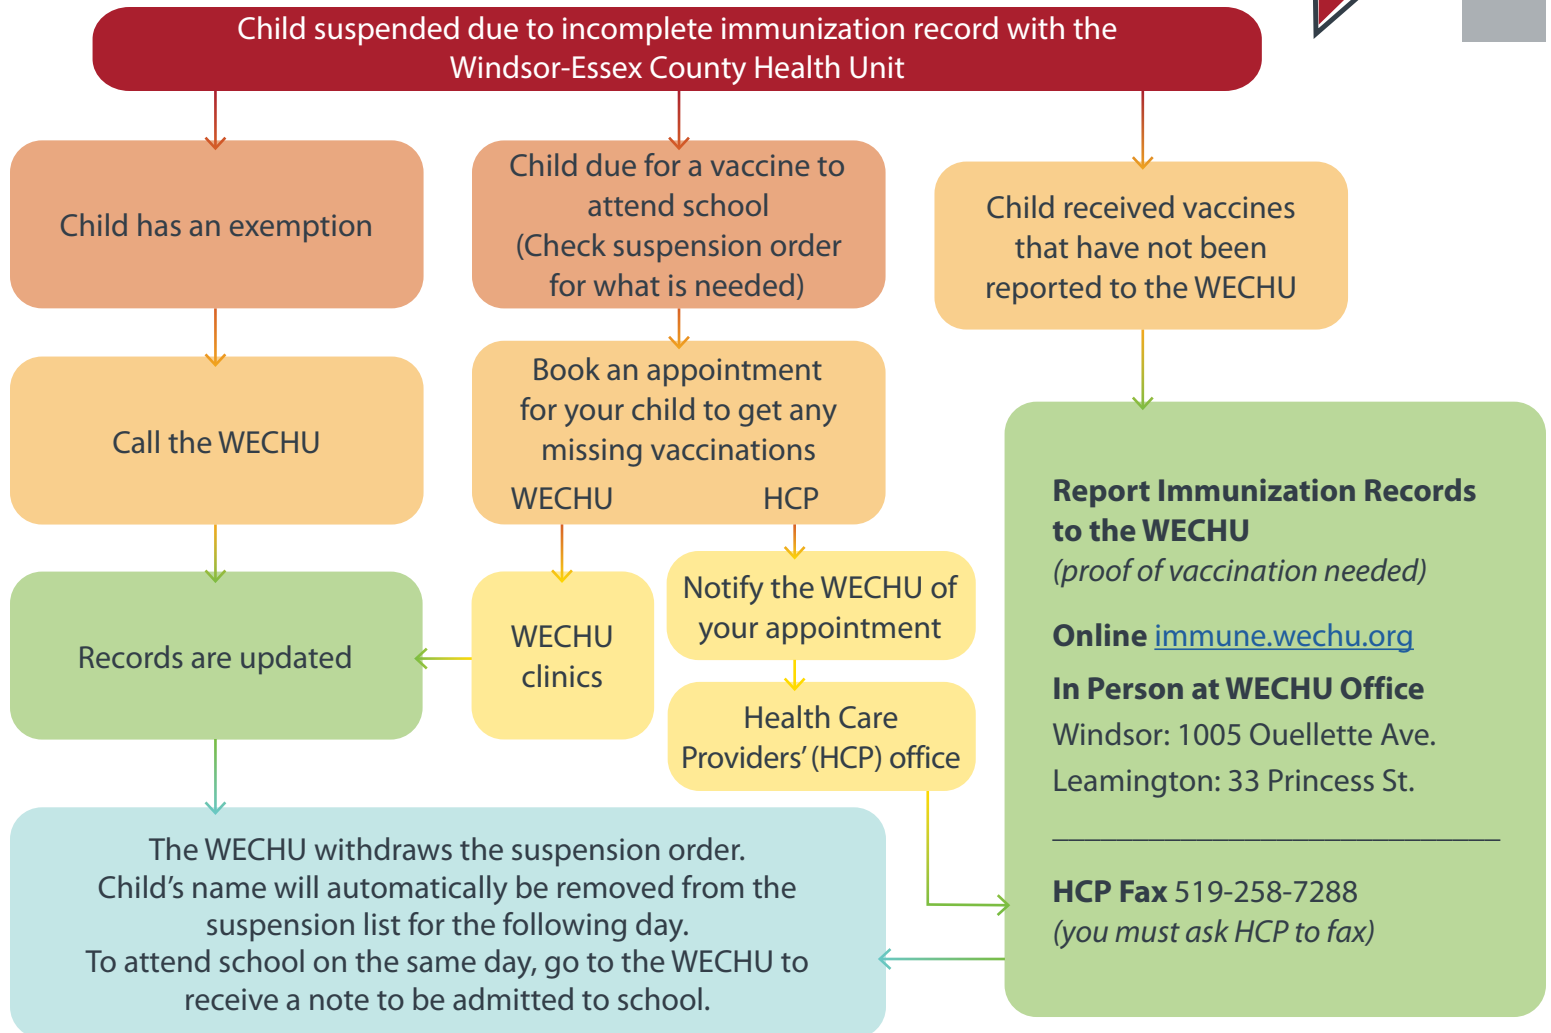 Child suspended due to incomplete immunization record with the
Windsor-Essex County Health Unit
Child has an exemption
Child due for a vaccine to
attend school
(Check suspension order
for what is needed)
Child received vaccines
that have not been
reported to the WECHU
Call the WECHU
Book an appointment
for your child to get any
missing vaccinations
WECHU
HCP
Records are updated
WECHU
clinics
Notify the WECHU of
your appointment
Health Care
Providers’ (HCP) office
Report Immunization Records
to the WECHU
(proof of vaccination needed)
Online immune.wechu.org
In Person at WECHU Office
Windsor: 1005 Ouellette Ave.
Leamington: 33 Princess St.
HCP Fax 519-258-7288
(you must ask HCP to fax)
The WECHU withdraws the suspension order.
Child’s name will automatically be removed from the
suspension list for the following day.
To attend school on the same day, go to the WECHU to
receive a note to be admitted to school.